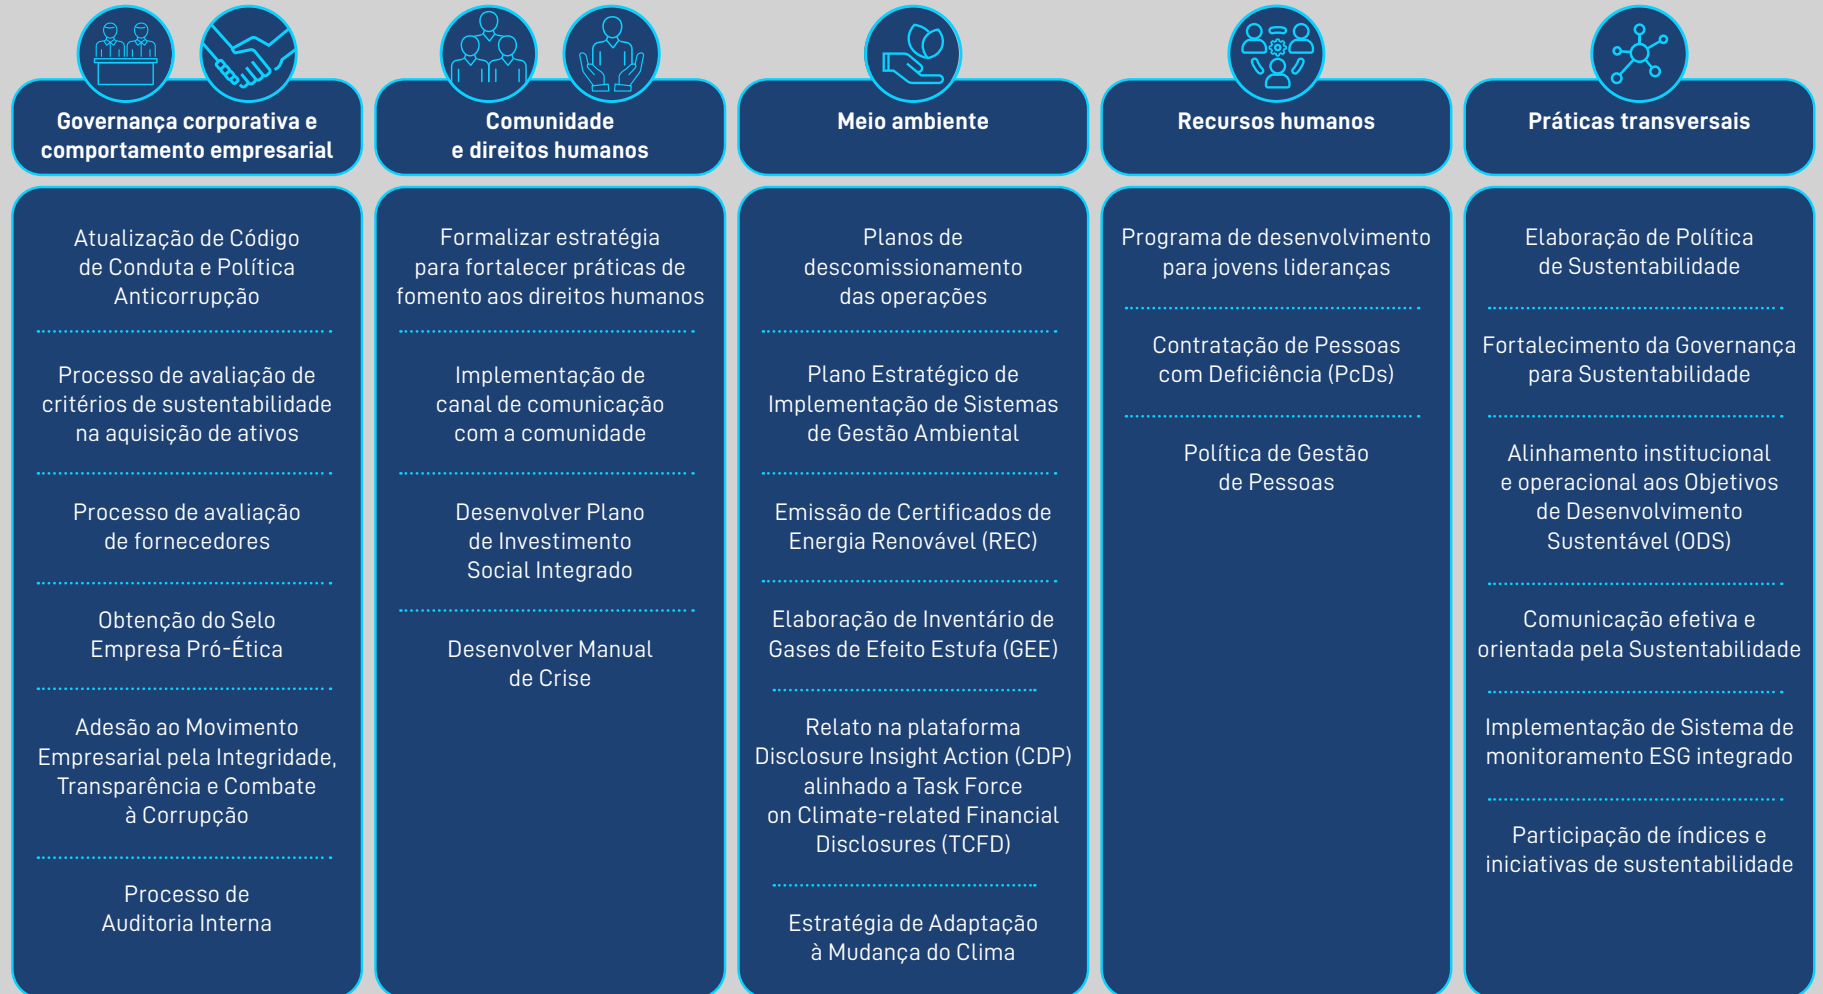 Governança corporativa e
comportamento empresarial
Atualização de Código
de Conduta e Política
Anticorrupção
Processo de avaliação de
critérios de sustentabilidade
na aquisição de ativos
Processo de avaliação
de fornecedores
Obtenção do Selo
Empresa Pró-Ética
Adesão ao Movimento
Empresarial pela Integridade,
Transparência e Combate
à Corrupção
Processo de
Auditoria Interna
Comunidade
e direitos humanos
Formalizar estratégia
para fortalecer práticas de
fomento aos direitos humanos
Implementação de
canal de comunicação
com a comunidade
Desenvolver Plano
de Investimento
Social Integrado
Desenvolver Manual
de Crise
Meio ambiente
Planos de
descomissionamento
das operações
Plano Estratégico de
Implementação de Sistemas
de Gestão Ambiental
Emissão de Certificados de
Energia Renovável (REC)
Elaboração de Inventário de
Gases de Efeito Estufa (GEE)
Relato na plataforma
Disclosure Insight Action (CDP)
alinhado a Task Force
on Climate-related Financial
Disclosures (TCFD)
Estratégia de Adaptação
à Mudança do Clima
Recursos humanos
Programa de desenvolvimento
para jovens lideranças
Contratação de Pessoas
com Deficiência (PcDs)
Política de Gestão
de Pessoas
Práticas transversais
Elaboração de Política
de Sustentabilidade
Fortalecimento da Governança
para Sustentabilidade
Alinhamento institucional
e operacional aos Objetivos
de Desenvolvimento
Sustentável (ODS)
Comunicação efetiva e
orientada pela Sustentabilidade
Implementação de Sistema de
monitoramento ESG integrado
Participação de índices e
iniciativas de sustentabilidade